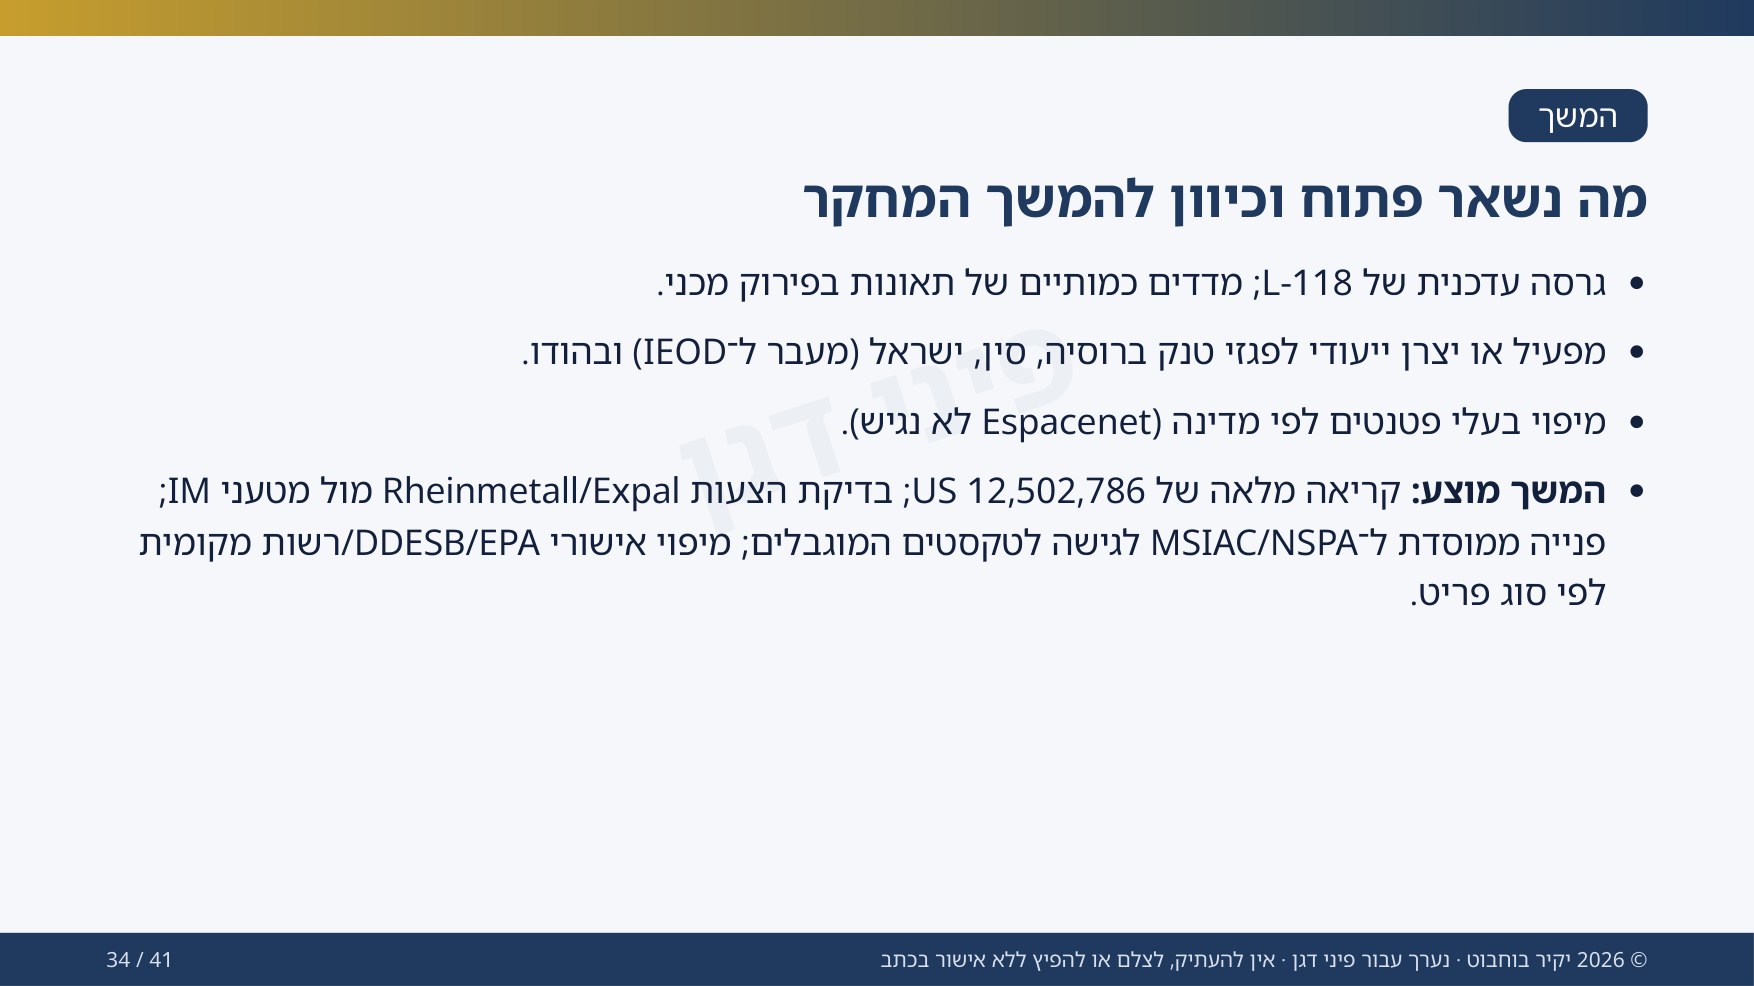 המשך
מה נשאר פתוח וכיוון להמשך המחקר
• גרסה עדכנית של L-118; מדדים כמותיים של תאונות בפירוק מכני.
• מפעיל או יצרן ייעודי לפגזי טנק ברוסיה, סין, ישראל (מעבר ל־IEOD) ובהודו.
• מיפוי בעלי פטנטים לפי מדינה (Espacenet לא נגיש).
• המשך מוצע: קריאה מלאה של US 12,502,786; בדיקת הצעות Rheinmetall/Expal מול מטעני IM;
פנייה ממוסדת ל־MSIAC/NSPA לגישה לטקסטים המוגבלים; מיפוי אישורי DDESB/EPA/רשות מקומית
לפי סוג פריט.
פיני דגן
© 2026 יקיר בוחבוט · נערך עבור פיני דגן · אין להעתיק, לצלם או להפיץ ללא אישור בכתב
34 / 41